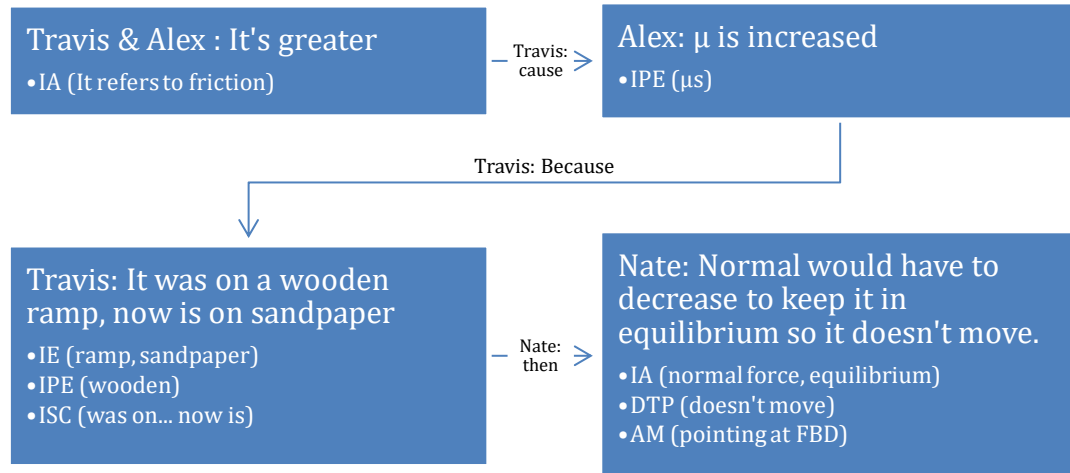 Travis & Alex : It's greater
•IA (It refers to friction)
Travis:
cause
Alex: µ is increased
•IPE (µs)
Travis: Because
Travis: It was on a wooden
ramp, now is on sandpaper
•IE (ramp, sandpaper)
•IPE (wooden)
•ISC (was on... now is)
Nate:
then
Nate: Normal would have to
decrease to keep it in
equilibrium so it doesn't move.
•IA (normal force, equilibrium)
•DTP (doesn't move)
•AM (pointing at FBD)